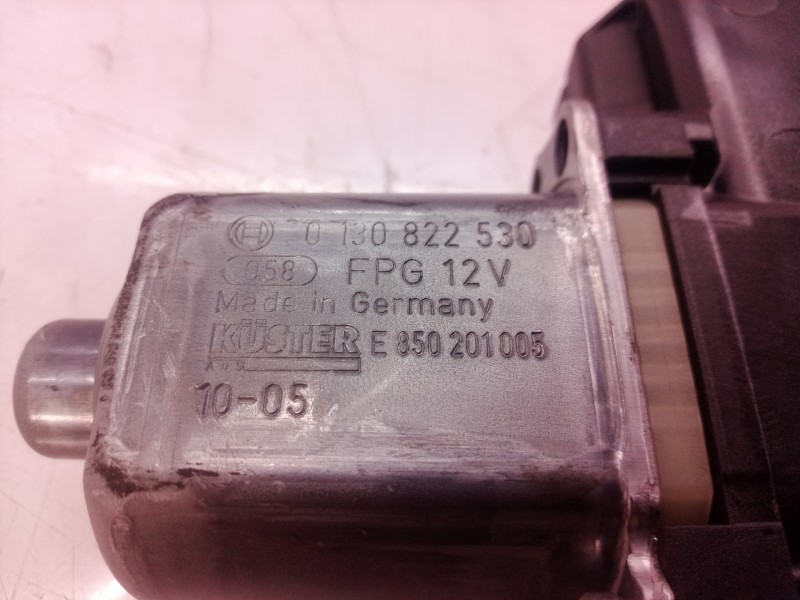 0 130 822 530
058 FPG 12V
Made in Germany
KÜSTER E 850 201 005
10-05